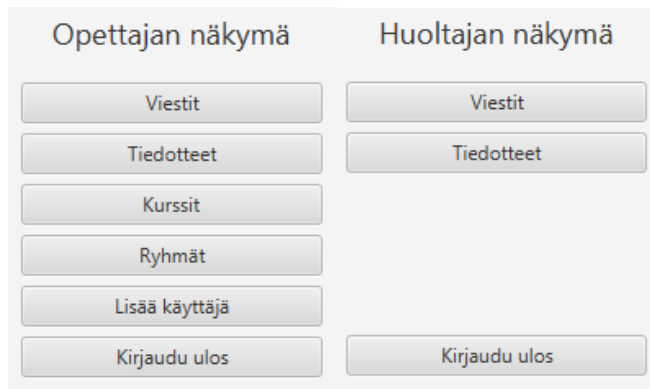 Opettajan näkymä
Viestit
Tiedotteet
Kurssit
Ryhmät
Lisää käyttäjä
Kirjaudu ulos
Huoltajan näkymä
Viestit
Tiedotteet
Kirjaudu ulos